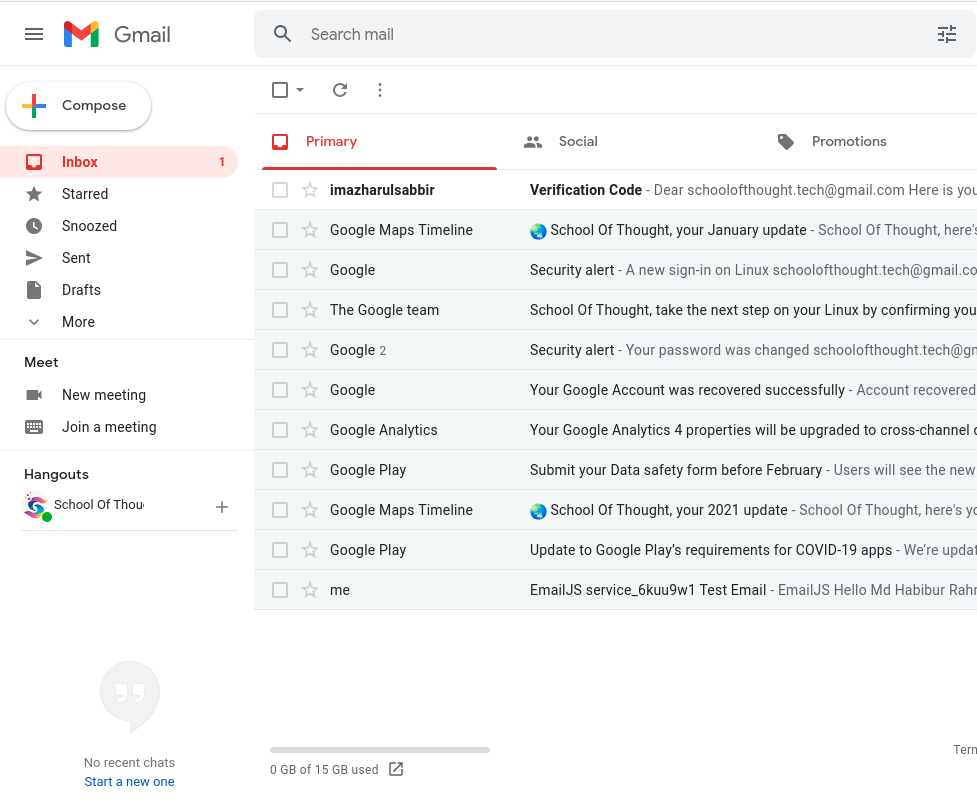 Gmail
Search mail
Compose
Primary
Social
Promotions
Inbox 1
Starred
Snoozed
Sent
Drafts
More
Meet
New meeting
Join a meeting
Hangouts
School Of Thou
imazharulsabbir Verification Code - Dear schoolofthought.tech@gmail.com Here is you
Google Maps Timeline 🌏 School Of Thought, your January update - School Of Thought, here's
Google Security alert - A new sign-in on Linux schoolofthought.tech@gmail.co
The Google team School Of Thought, take the next step on your Linux by confirming you
Google 2 Security alert - Your password was changed schoolofthought.tech@gm
Google Your Google Account was recovered successfully - Account recovered
Google Analytics Your Google Analytics 4 properties will be upgraded to cross-channel
Google Play Submit your Data safety form before February - Users will see the new
Google Maps Timeline 🌏 School Of Thought, your 2021 update - School Of Thought, here's yo
Google Play Update to Google Play’s requirements for COVID-19 apps - We’re updat
me EmailJS service_6kuu9w1 Test Email - EmailJS Hello Md Habibur Rahm
No recent chats
Start a new one
0 GB of 15 GB used
Term